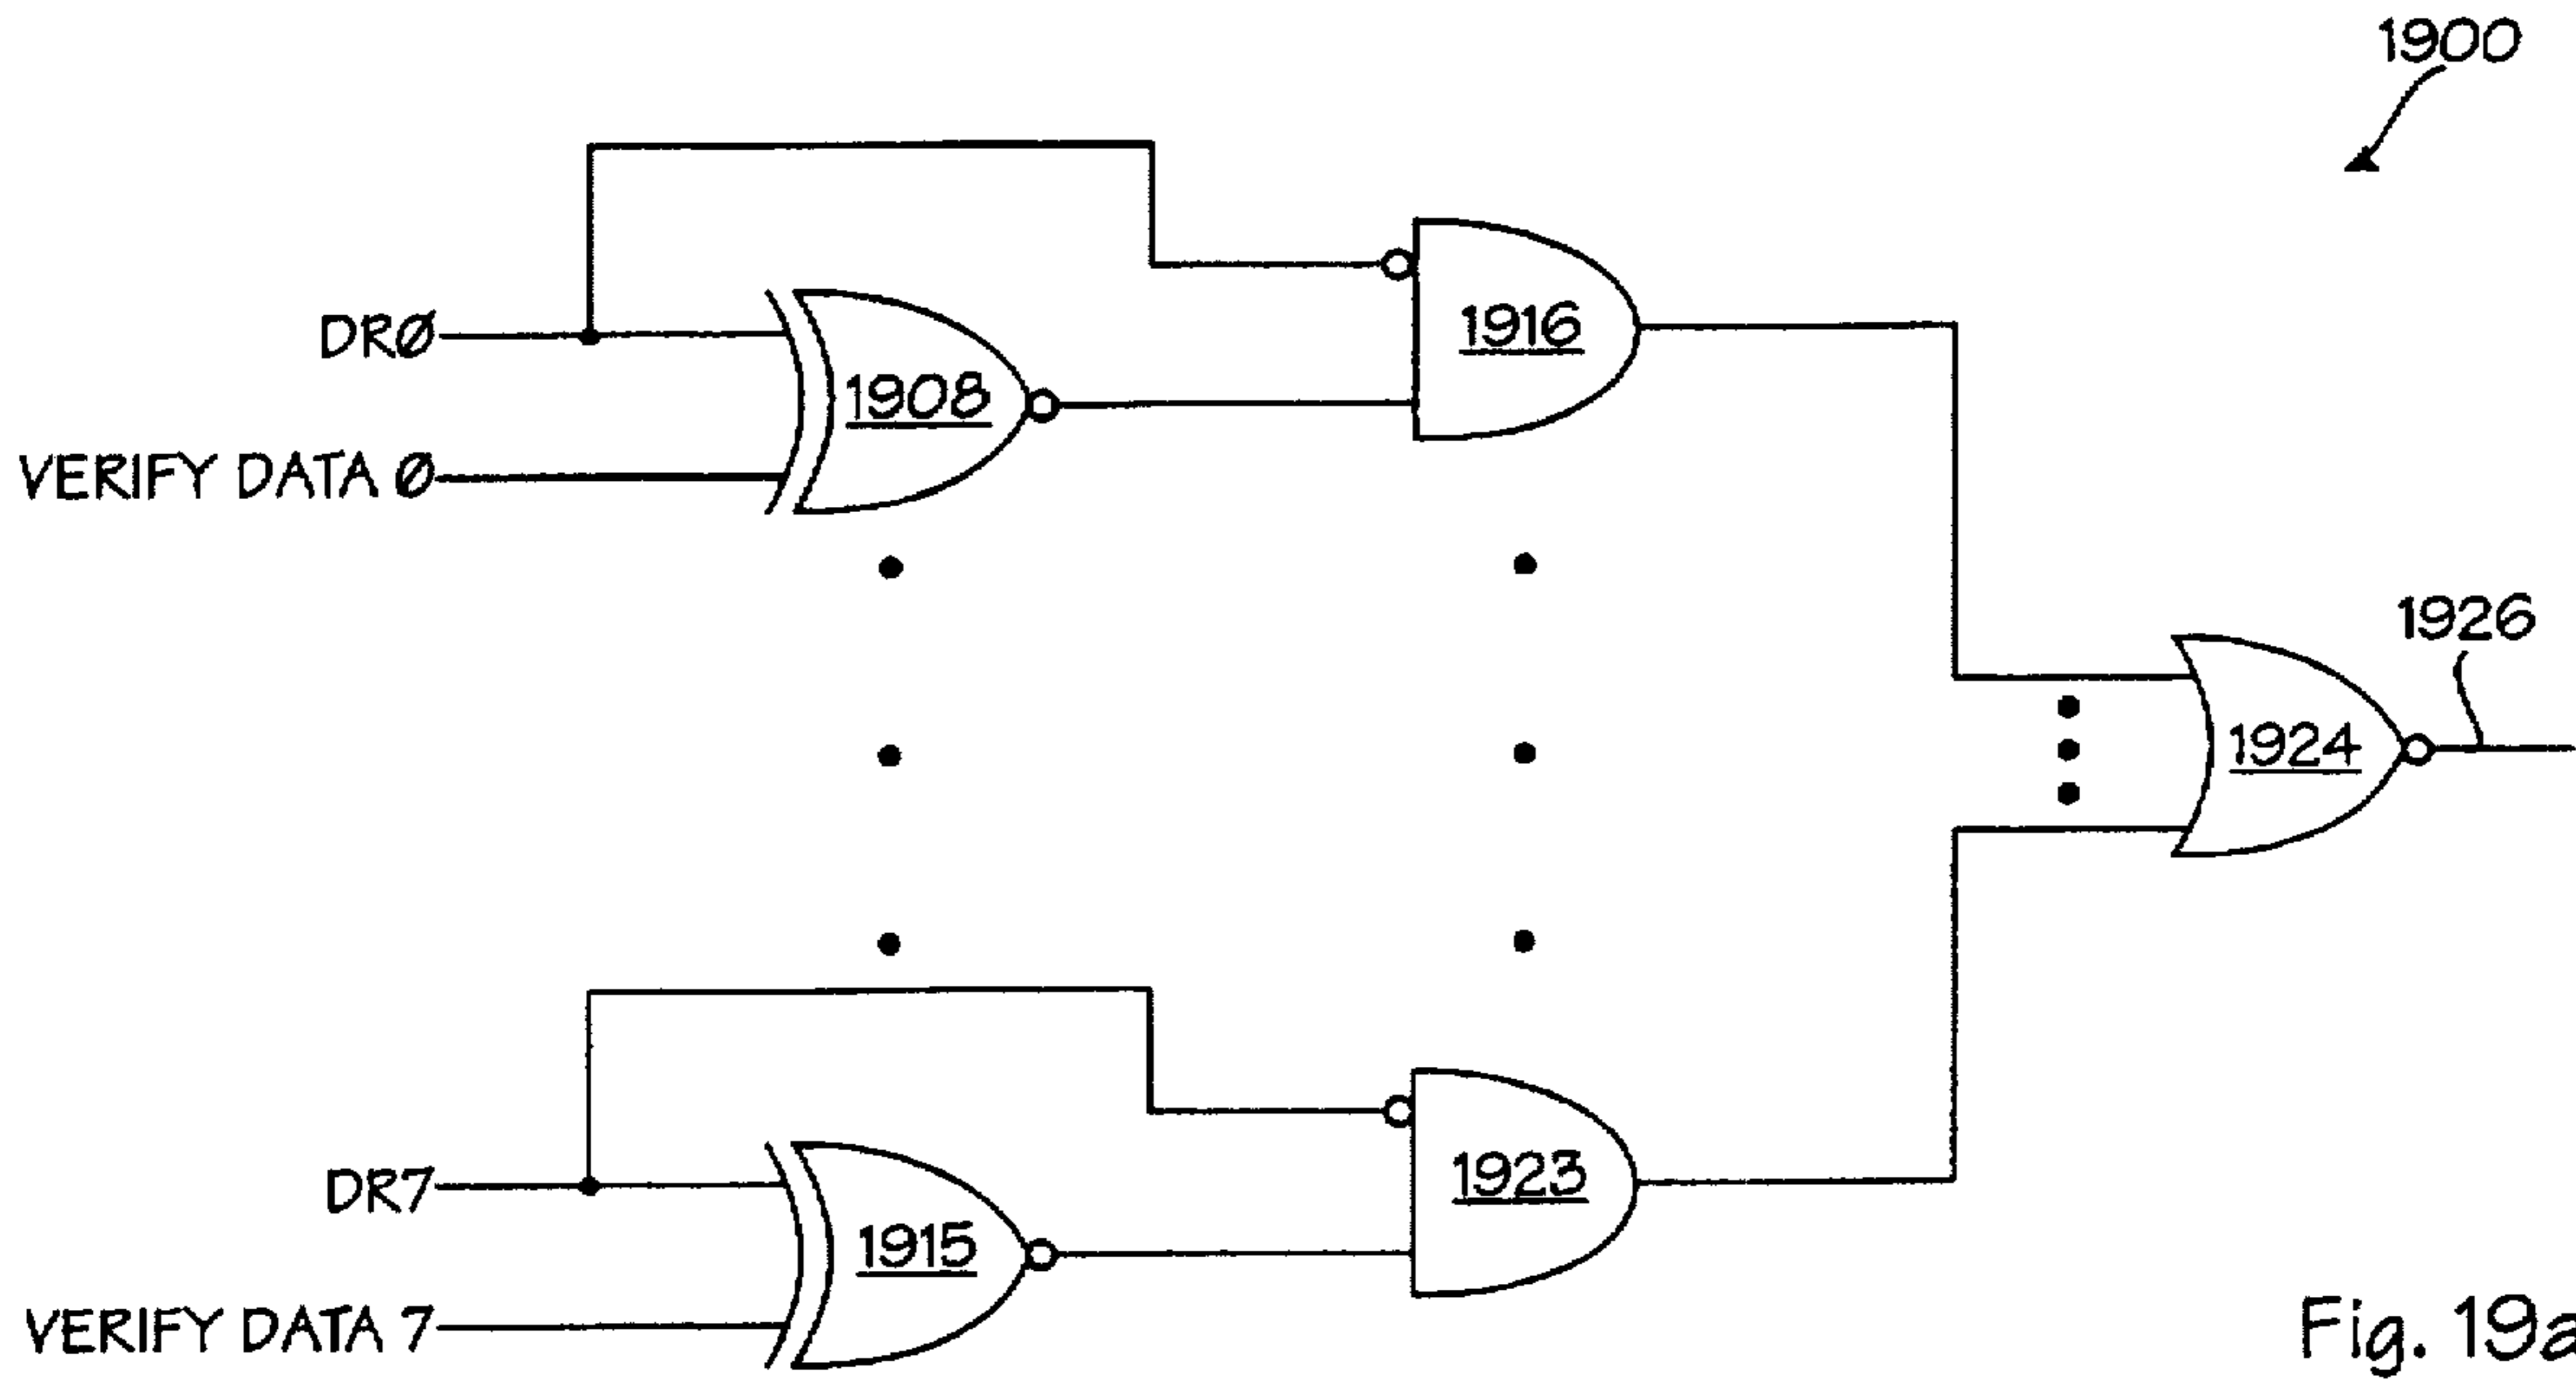 1900
DRØ
1916
1908
VERIFY DATA Ø
1926
1924
DR7
1923
1915
VERIFY DATA 7
Fig. 19a